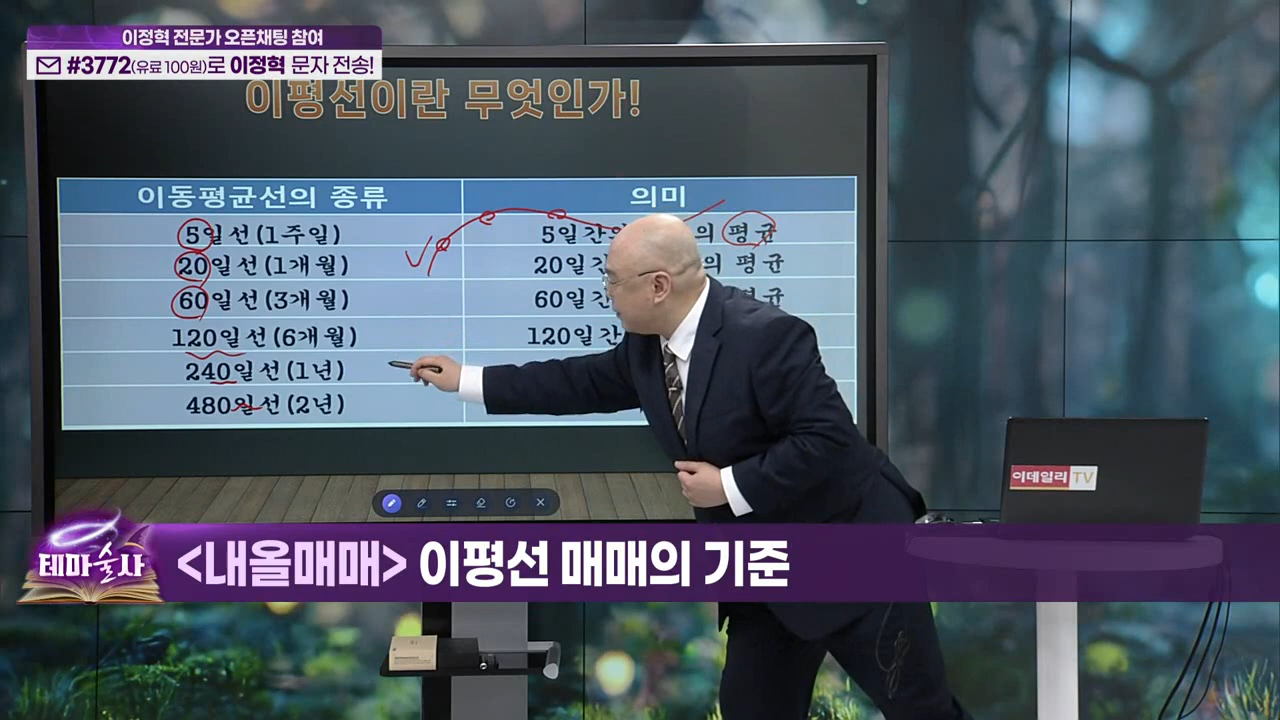 이정혁 전문가 오픈채팅 참여
#3772(유료 100원)로 이정혁 문자 전송!
이평선이란 무엇인가!
이동평균선의 종류 의미
5일선(1주일) 5일간의 의 평균
20일선(1개월) 20일간 의 평균
60일선(3개월) 60일간 평균
120일선(6개월) 120일간
240일선(1년)
480일선(2년)
이데일리TV
테마술사
<내올매매> 이평선 매매의 기준